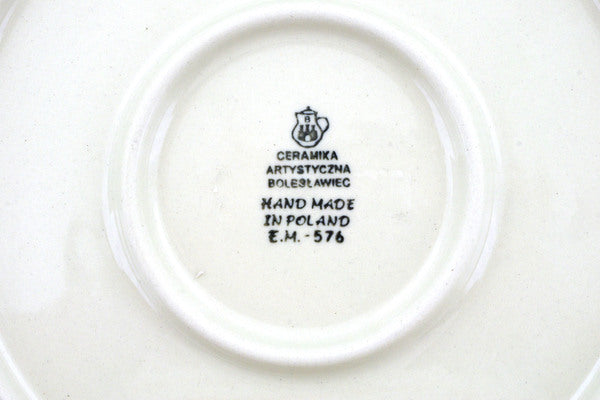 B
CERAMIKA
ARTYSTYCZNA
BOLESŁAWIEC
HAND MADE
IN POLAND
E.M. - 576